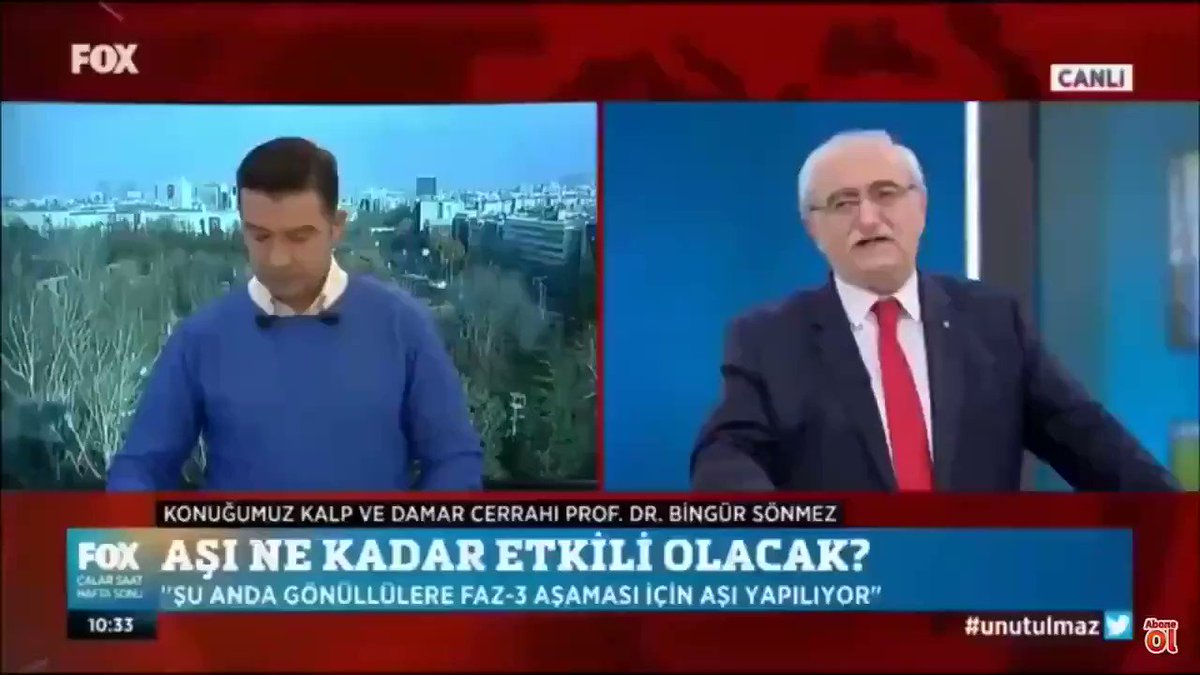 FOX
CANLI
KONUĞUMUZ KALP VE DAMAR CERRAHI PROF. DR. BİNGÜR SÖNMEZ
FOX
ÇALAR SAAT
HAFTA SONU
AŞI NE KADAR ETKİLİ OLACAK?
"ŞU ANDA GÖNÜLLÜLERE FAZ-3 AŞAMASI İÇİN AŞI YAPILIYOR"
10:33
#unutulmaz
Abone
Ol